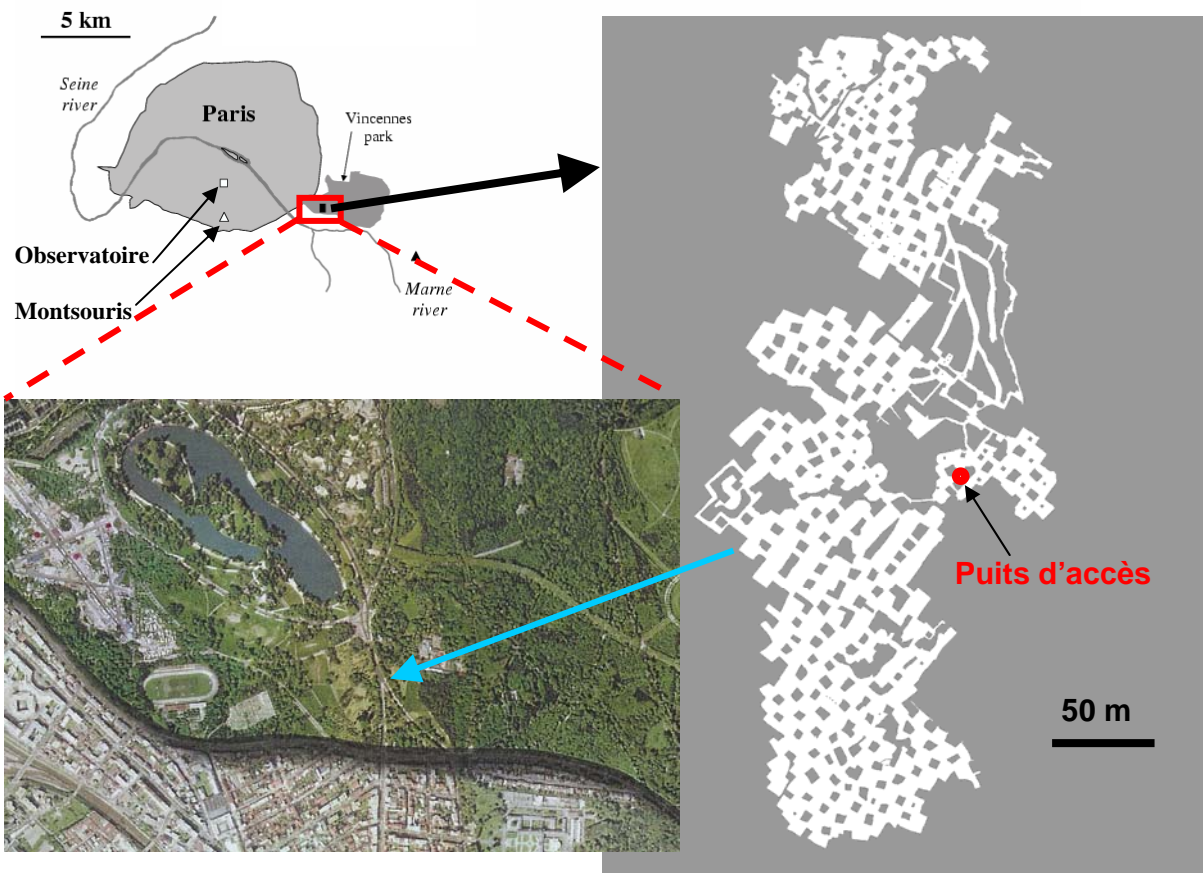 5 km
Seine
river
Paris
Vincennes
park
Observatoire
Montsouris
Marne
river
Puits d'accès
50 m